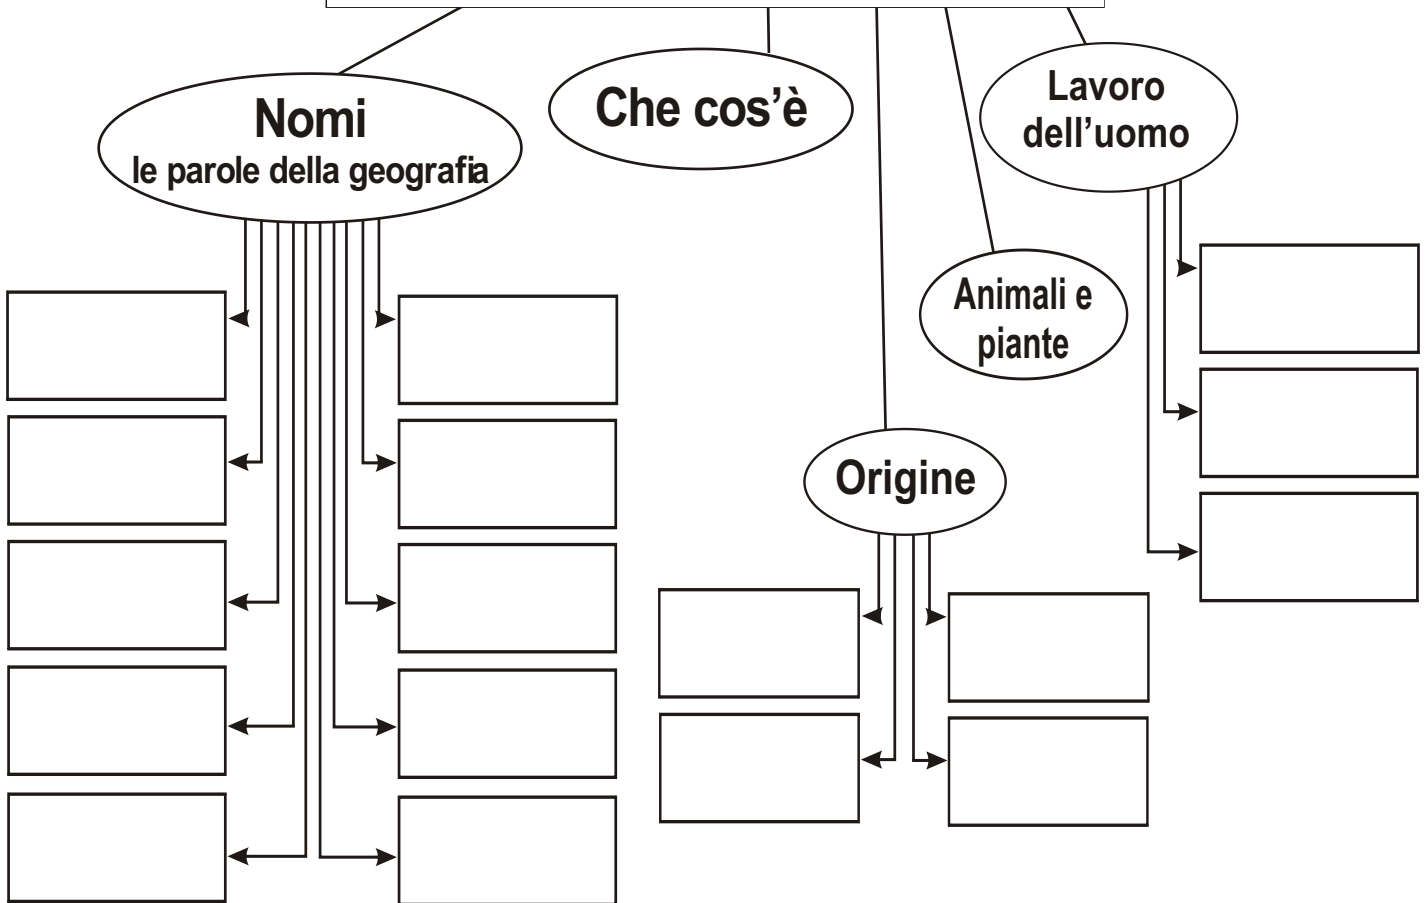 Nomi
le parole della geografia
Che cos'è
Lavoro
dell'uomo
Animali e
piante
Origine